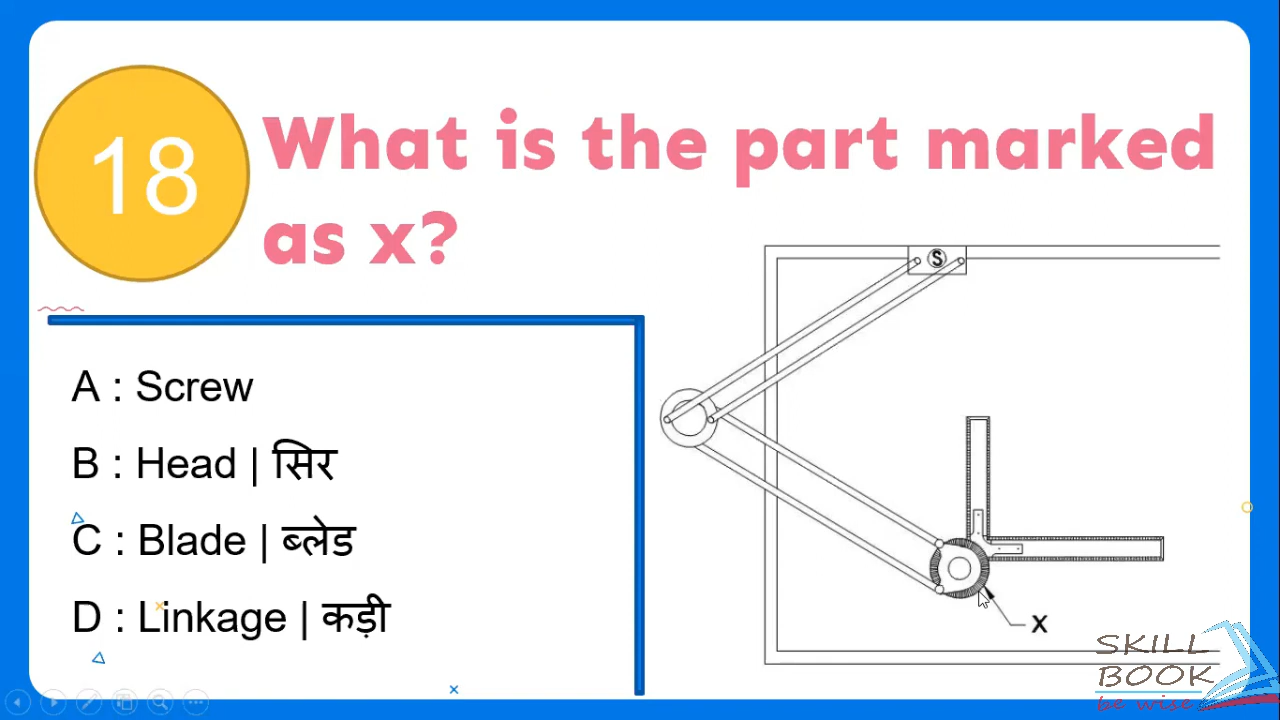 18
What is the part marked
as x?
S
A : Screw
B : Head | सिर
C : Blade | ब्लेड
D : Linkage | कड़ी
X
SKILL
BOOK
be wise